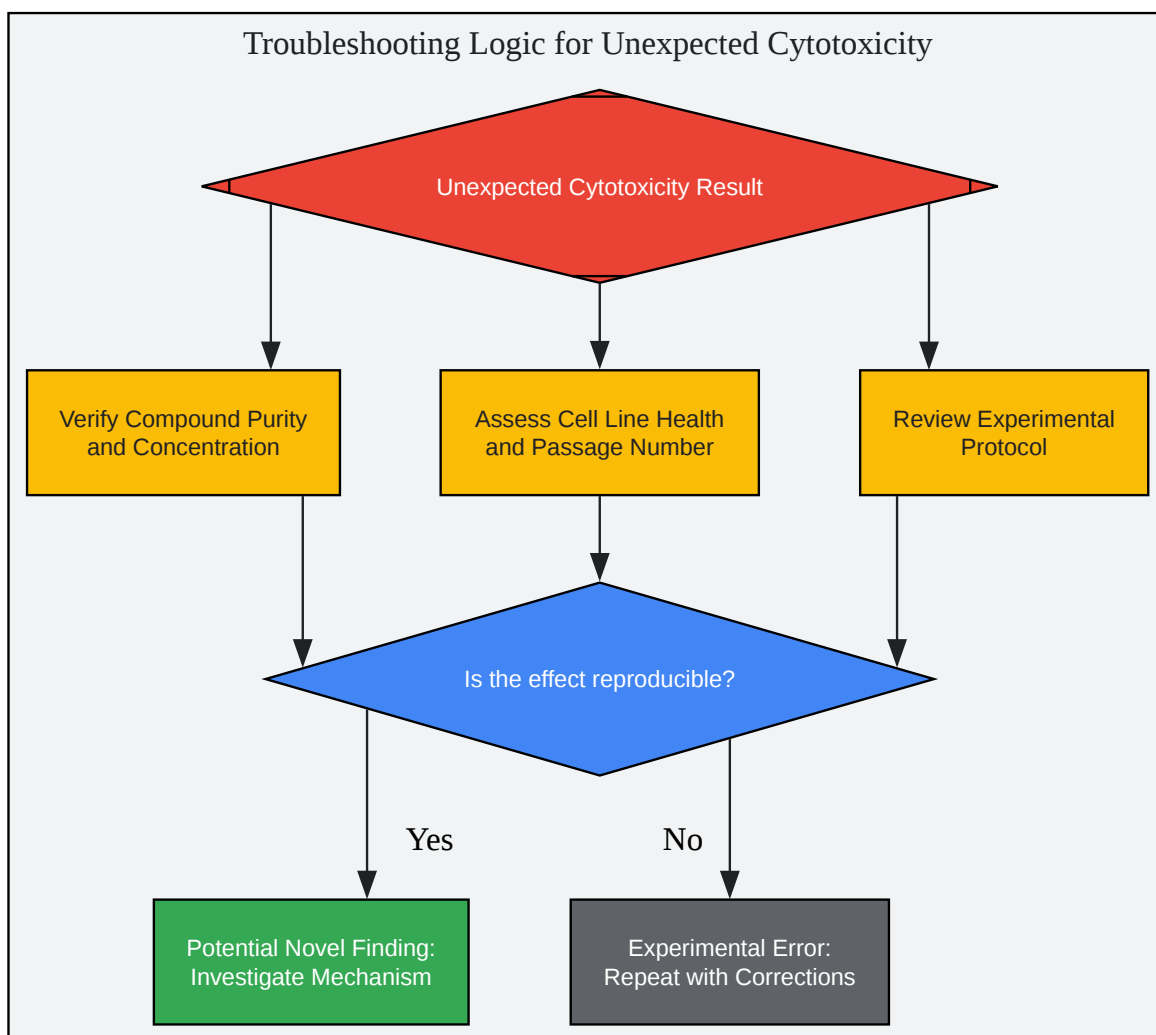 Troubleshooting Logic for Unexpected Cytotoxicity
Unexpected Cytotoxicity Result
Verify Compound Purity
and Concentration
Assess Cell Line Health
and Passage Number
Review Experimental
Protocol
Is the effect reproducible?
Yes
No
Potential Novel Finding:
Investigate Mechanism
Experimental Error:
Repeat with Corrections